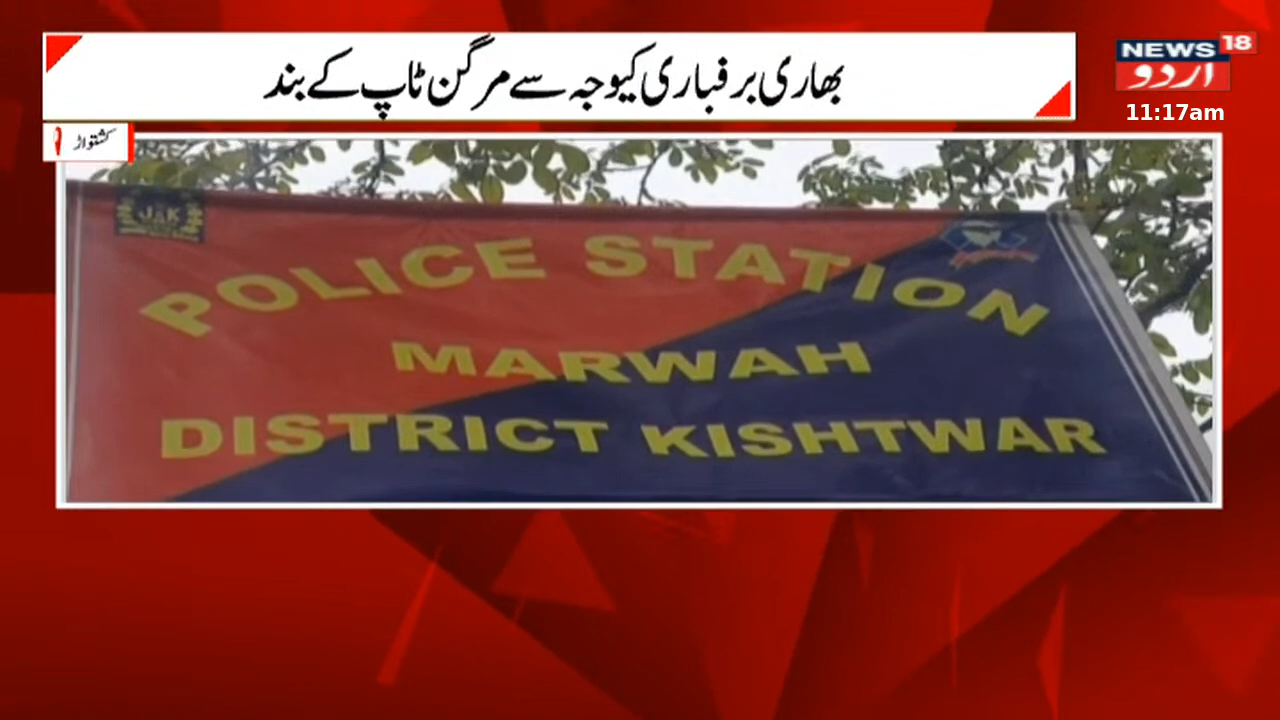 بھاری برفباری کیوجہ سے مرگن ٹاپ کے بند
NEWS 18
اردو
11:17am
کشتواڑ
J&K
POLICE STATION
MARWAH
DISTRICT KISHTWAR